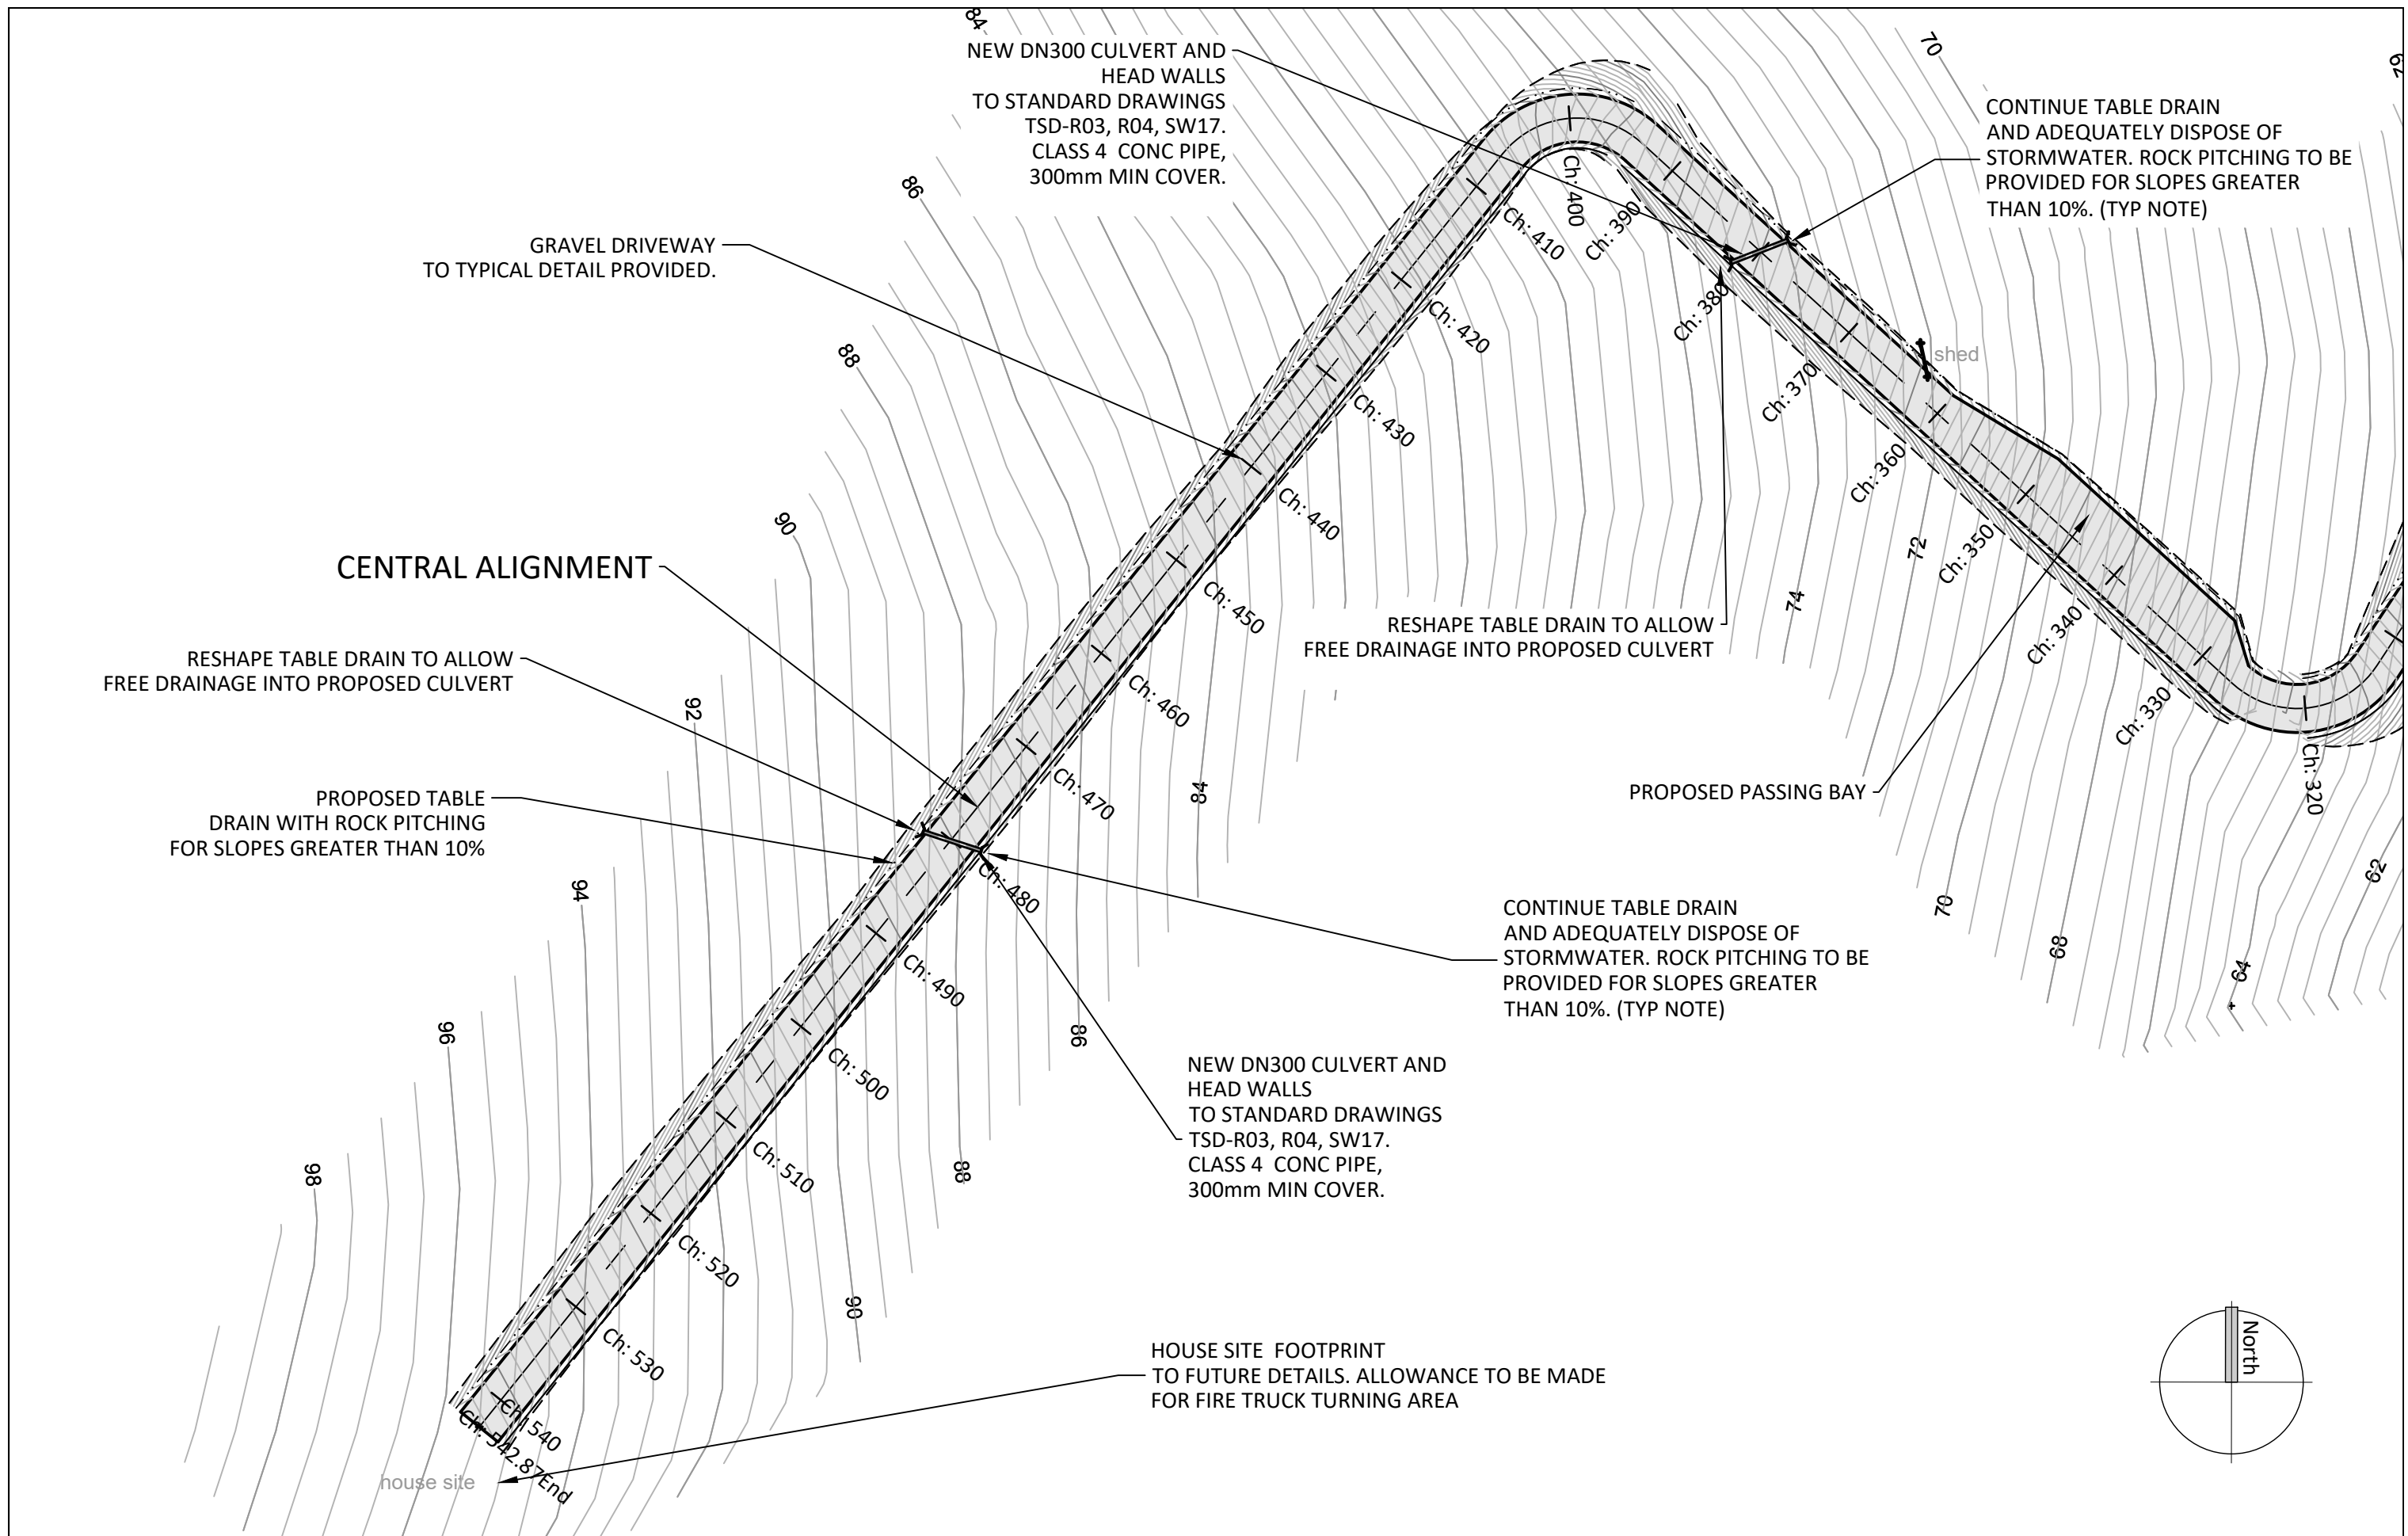 84
NEW DN300 CULVERT AND
HEAD WALLS
TO STANDARD DRAWINGS
TSD-R03, R04, SW17.
CLASS 4  CONC PIPE,
300mm MIN COVER.
70
62
CONTINUE TABLE DRAIN
AND ADEQUATELY DISPOSE OF
STORMWATER. ROCK PITCHING TO BE
PROVIDED FOR SLOPES GREATER
THAN 10%. (TYP NOTE)
86
GRAVEL DRIVEWAY
TO TYPICAL DETAIL PROVIDED.
Ch: 400
Ch: 390
Ch: 410
Ch: 380
Ch: 420
88
shed
Ch: 370
Ch: 430
Ch: 360
Ch: 440
90
72
Ch: 350
CENTRAL ALIGNMENT
Ch: 450
74
RESHAPE TABLE DRAIN TO ALLOW
FREE DRAINAGE INTO PROPOSED CULVERT
Ch: 340
RESHAPE TABLE DRAIN TO ALLOW
FREE DRAINAGE INTO PROPOSED CULVERT
Ch: 460
92
Ch: 330
Ch: 320
84
PROPOSED PASSING BAY
Ch: 470
PROPOSED TABLE
DRAIN WITH ROCK PITCHING
FOR SLOPES GREATER THAN 10%
Ch: 480
94
62
70
68
64
CONTINUE TABLE DRAIN
AND ADEQUATELY DISPOSE OF
STORMWATER. ROCK PITCHING TO BE
PROVIDED FOR SLOPES GREATER
THAN 10%. (TYP NOTE)
Ch: 490
96
86
Ch: 500
NEW DN300 CULVERT AND
HEAD WALLS
TO STANDARD DRAWINGS
TSD-R03, R04, SW17.
CLASS 4  CONC PIPE,
300mm MIN COVER.
98
88
Ch: 510
Ch: 520
90
Ch: 530
HOUSE SITE  FOOTPRINT
TO FUTURE DETAILS. ALLOWANCE TO BE MADE
FOR FIRE TRUCK TURNING AREA
North
Ch: 540
Ch: 542.87End
house site